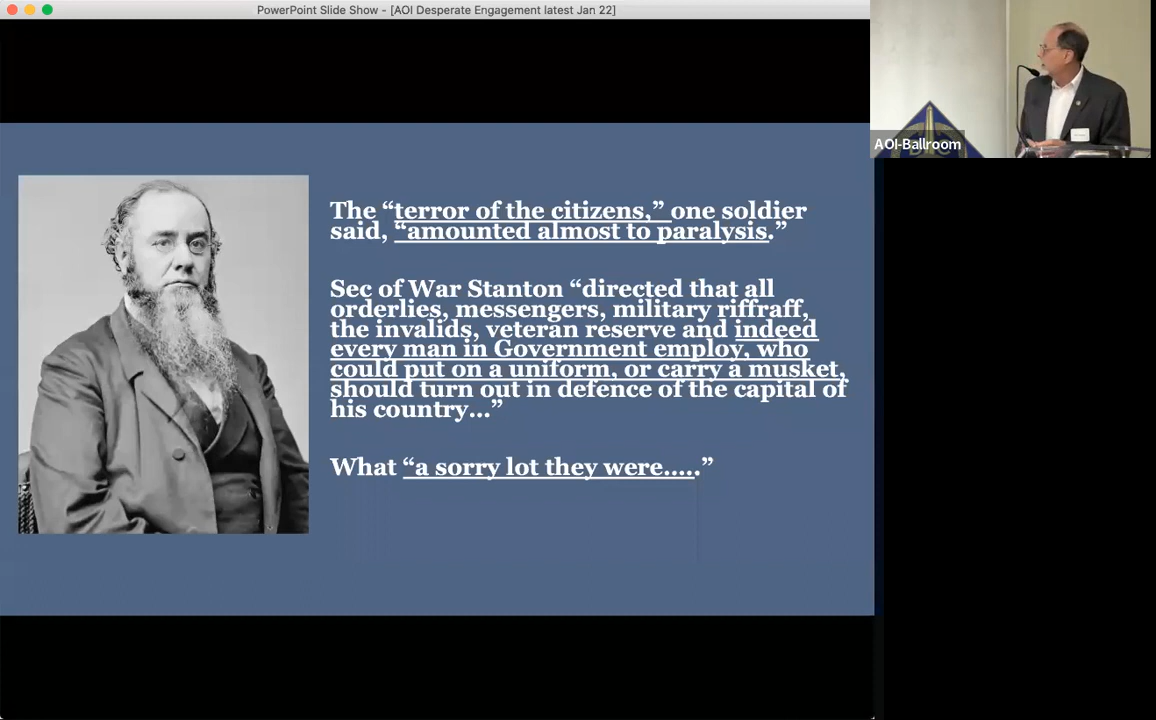 PowerPoint Slide Show - [AOI Desperate Engagement latest Jan 22]
AOI-Ballroom
The “terror of the citizens,” one soldier
said, “amounted almost to paralysis.”
Sec of War Stanton “directed that all
orderlies, messengers, military riffraff,
the invalids, veteran reserve and indeed
every man in Government employ, who
could put on a uniform, or carry a musket,
should turn out in defence of the capital of
his country...”
What “a sorry lot they were…..”